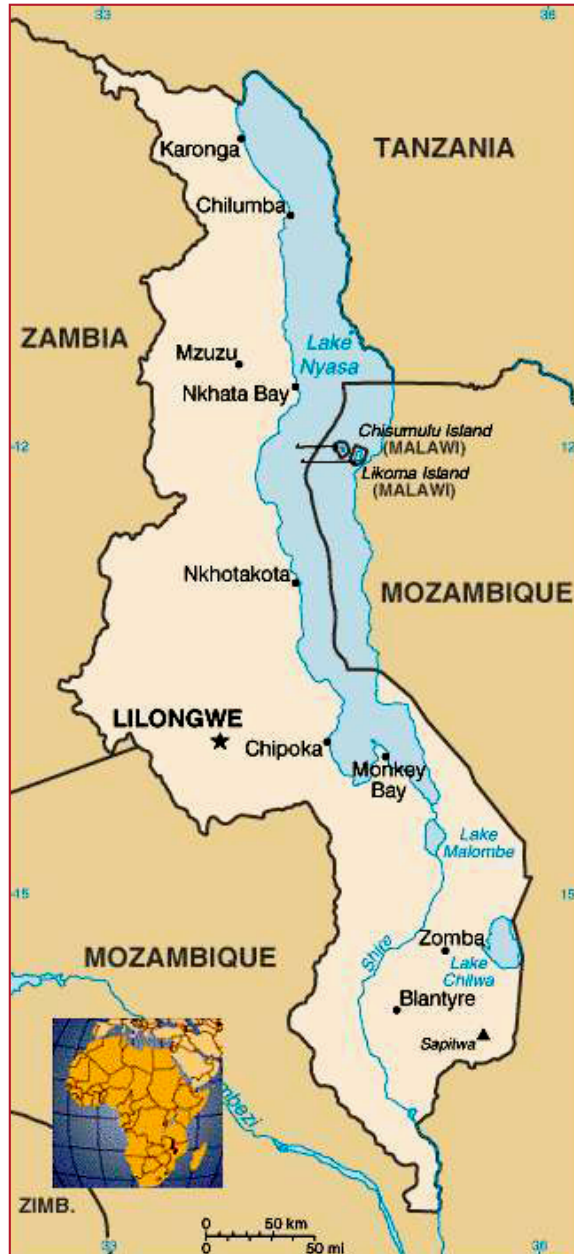 33
36
Karonga
TANZANIA
Chilumba
ZAMBIA
Lake
Nyasa
Mzuzu
Nkhata Bay
Chisumulu Island
(MALAWI)
12
12
Likoma Island
(MALAWI)
Nkhotakota
MOZAMBIQUE
LILONGWE
Chipoka
Monkey
Bay
Lake
Malombe
15
15
Zomba
Shire
MOZAMBIQUE
Lake
Chilwa
Blantyre
Sapitwa
mbezi
ZIMB.
0 50 km
0 50 mi
33
36